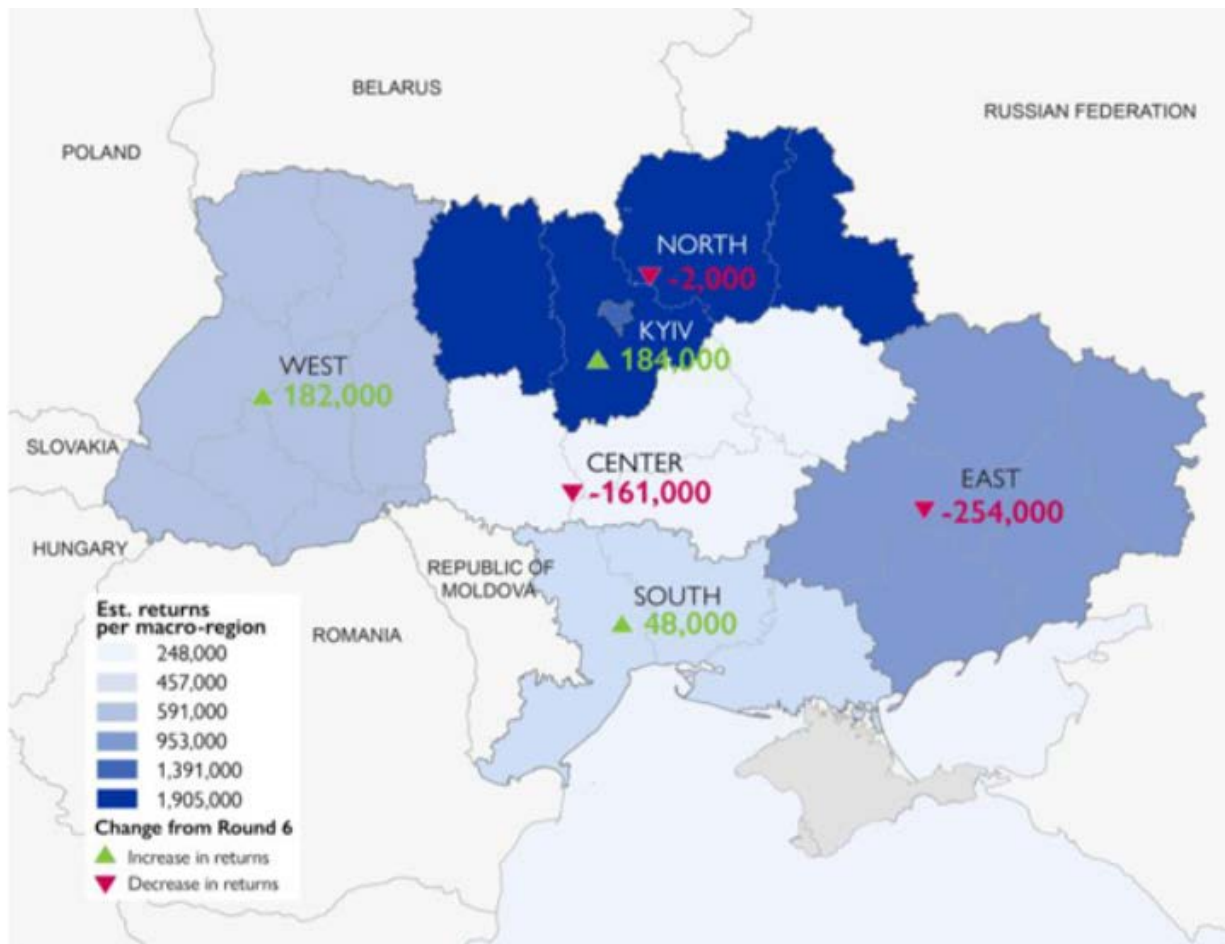 BELARUS
RUSSIAN FEDERATION
POLAND
NORTH
-2,000
KYIV
184,000
WEST
182,000
SLOVAKIA
CENTER
-161,000
EAST
-254,000
HUNGARY
REPUBLIC OF
MOLDOVA
SOUTH
48,000
ROMANIA
Est. returns
per macro-region
248,000
457,000
591,000
953,000
1,391,000
1,905,000
Change from Round 6
Increase in returns
Decrease in returns